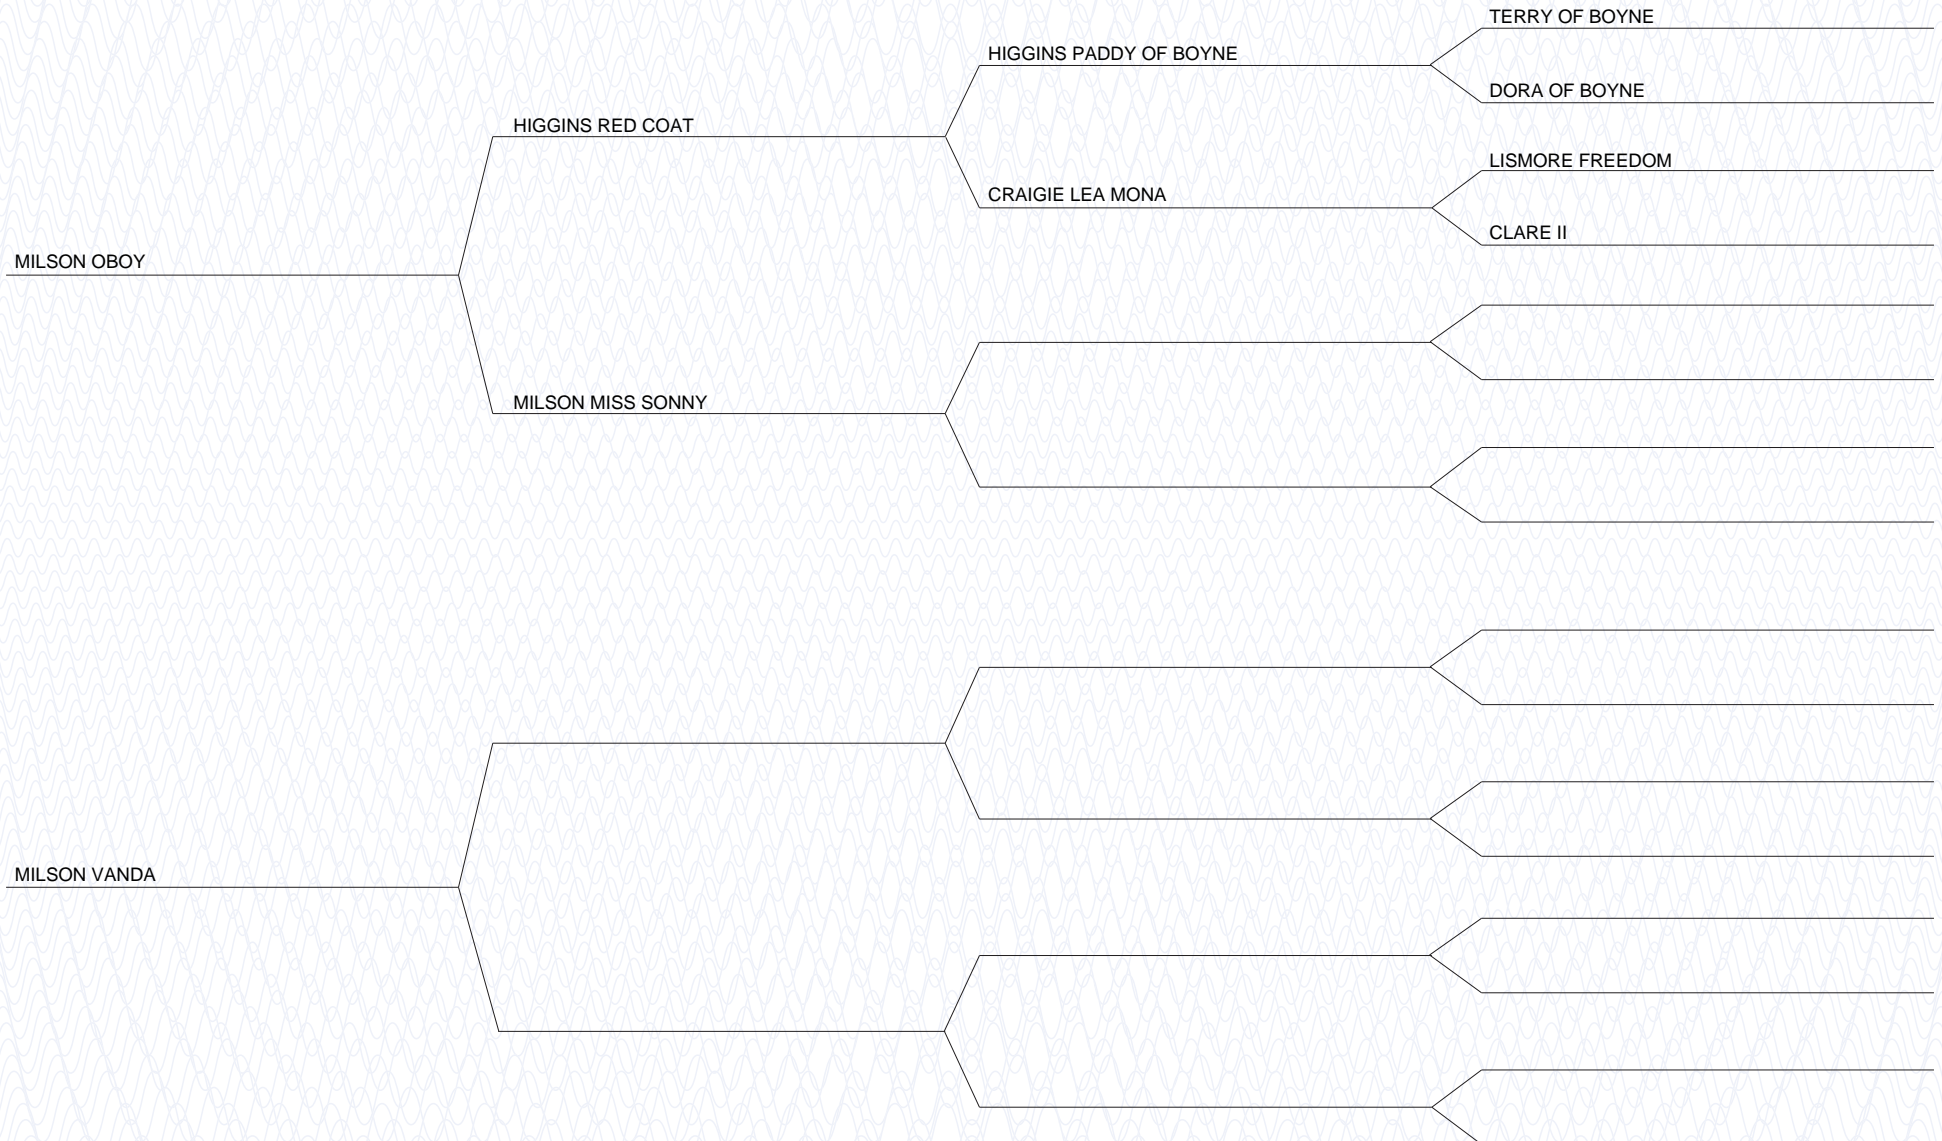 TERRY OF BOYNE
HIGGINS PADDY OF BOYNE
DORA OF BOYNE
HIGGINS RED COAT
LISMORE FREEDOM
CRAIGIE LEA MONA
CLARE II
MILSON OBOY
MILSON MISS SONNY
MILSON VANDA